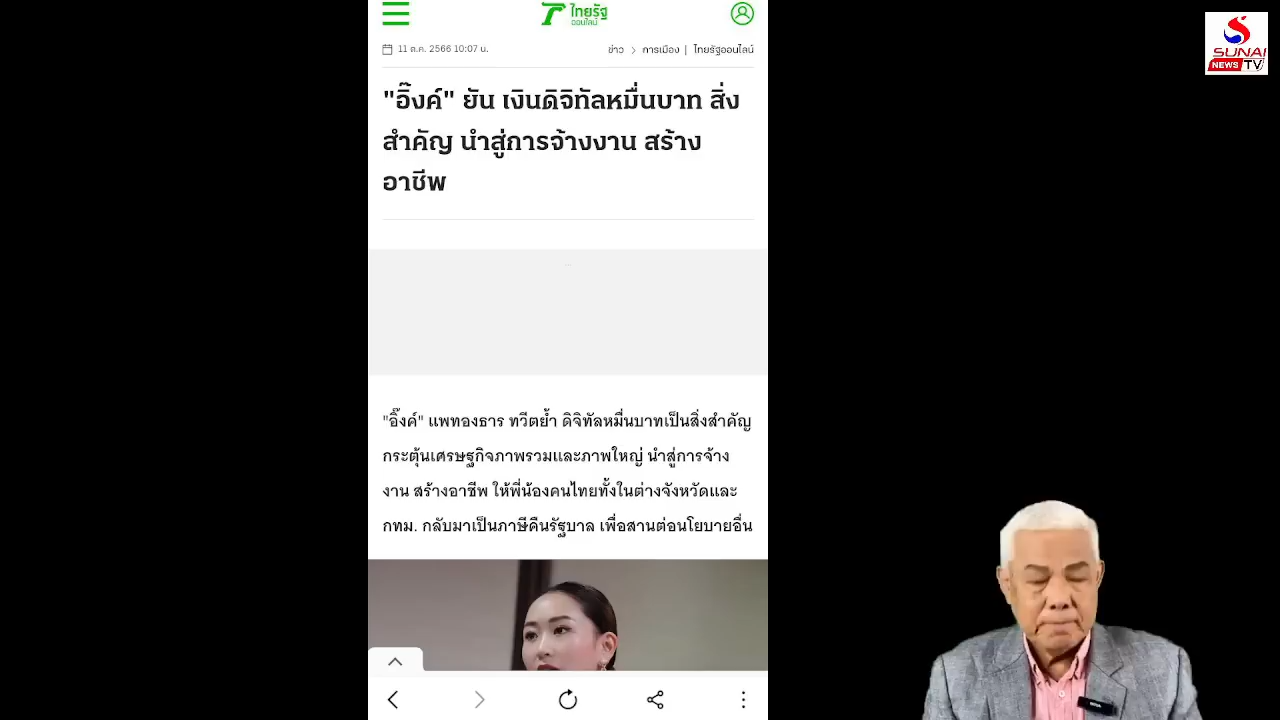 ไทยรัฐ
ออนไลน์
11 ต.ค. 2566 10:07 น.
ข่าว > การเมือง | ไทยรัฐออนไลน์
"อิ๊งค์" ยัน เงินดิจิทัลหมื่นบาท สิ่ง
สำคัญ นำสู่การจ้างงาน สร้าง
อาชีพ
"อิ๊งค์" แพทองธาร ทวีตย้ำ ดิจิทัลหมื่นบาทเป็นสิ่งสำคัญ
กระตุ้นเศรษฐกิจภาพรวมและภาพใหญ่ นำสู่การจ้าง
งาน สร้างอาชีพ ให้พี่น้องคนไทยทั้งในต่างจังหวัดและ
กทม. กลับมาเป็นภาษีคืนรัฐบาล เพื่อสานต่อนโยบายอื่น
SUNAI
NEWS TV